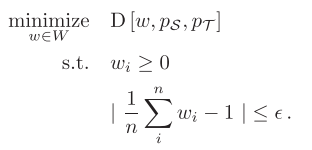 minimize D [w, p_𝒮, p_𝒯]
w∈W
s.t. w_i ≥ 0
| 1/n ∑_i^n w_i − 1 | ≤ ϵ .